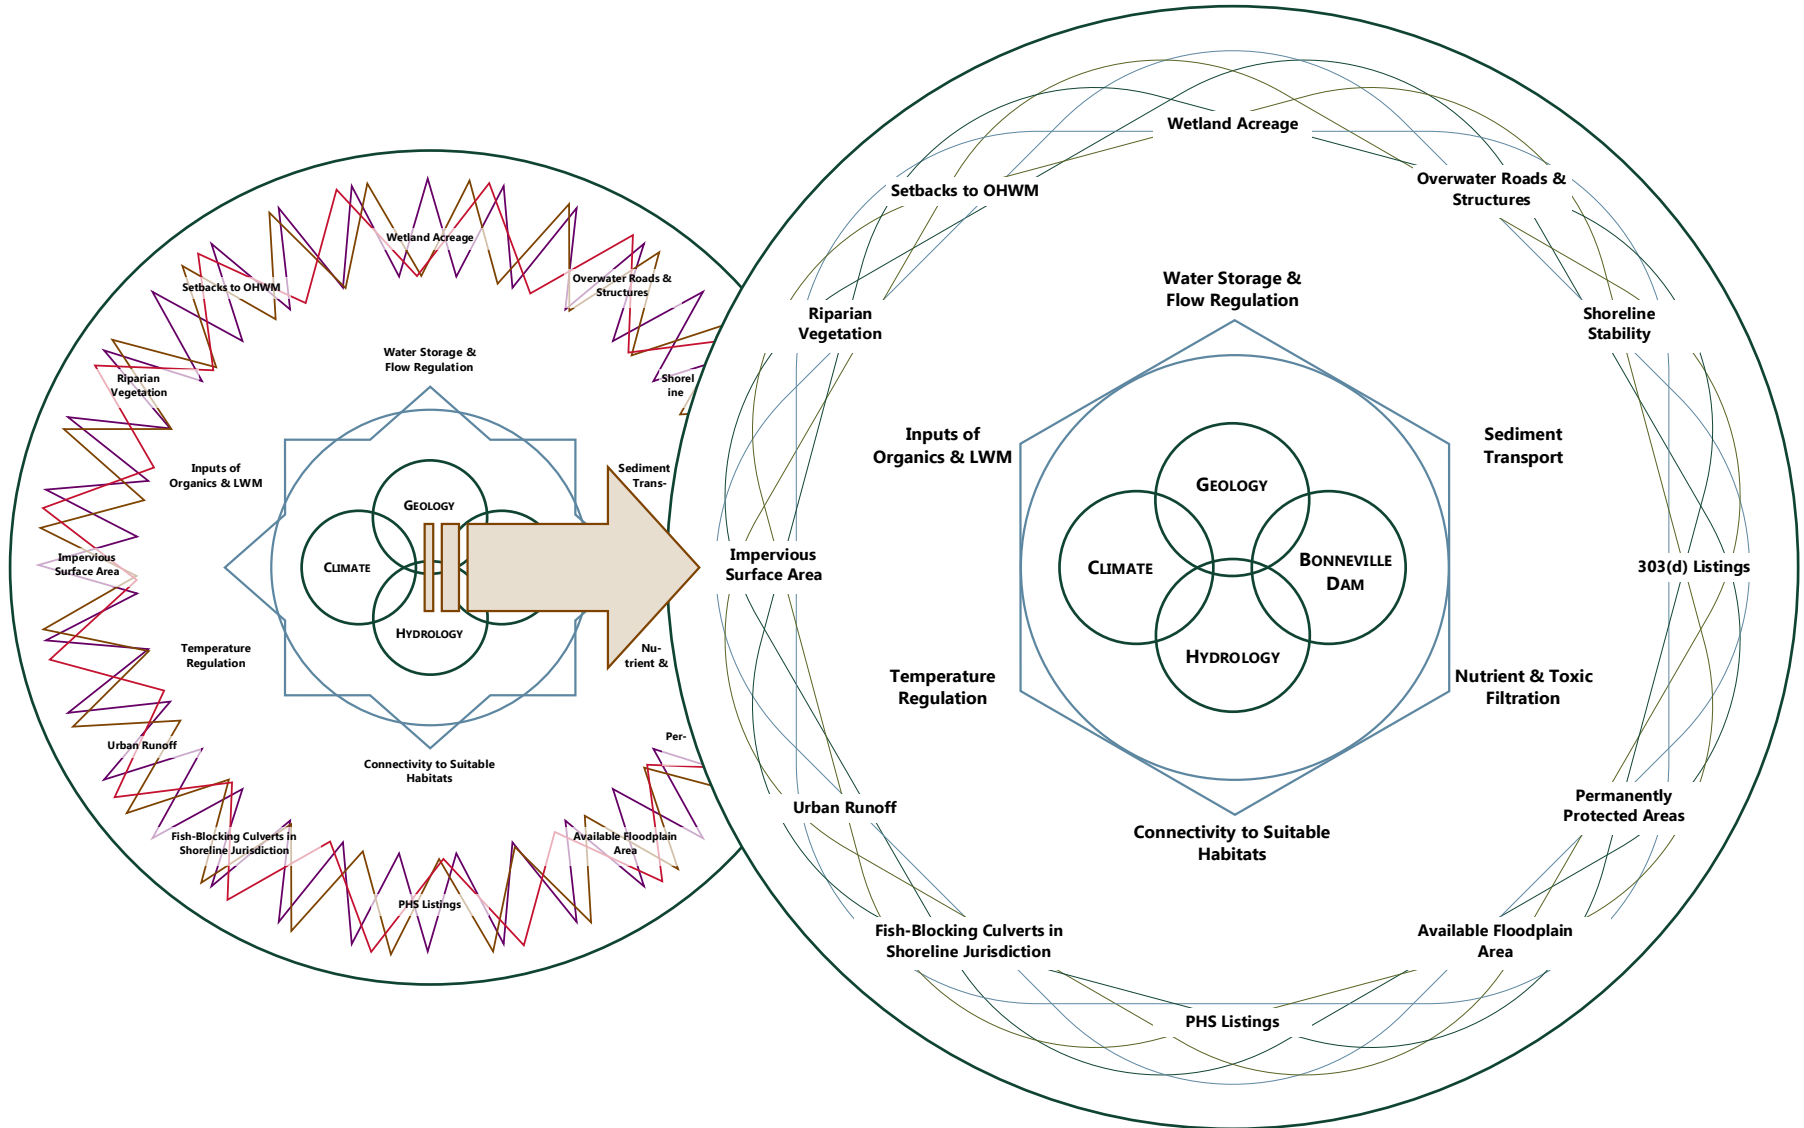 Wetland Acreage
Overwater Roads &
Structures
Setbacks to OHWM
Shorel
ine
Riparian
Vegetation
Water Storage &
Flow Regulation
Inputs of
Organics & LWM
Sediment
Trans-
GEOLOGY
CLIMATE
HYDROLOGY
Impervious
Surface Area
Temperature
Regulation
Nu-
trient &
Urban Runoff
Per-
Connectivity to Suitable
Habitats
Fish-Blocking Culverts in
Shoreline Jurisdiction
Available Floodplain
Area
PHS Listings
Wetland Acreage
Setbacks to OHWM
Overwater Roads &
Structures
Riparian
Vegetation
Water Storage &
Flow Regulation
Shoreline
Stability
Inputs of
Organics & LWM
Sediment
Transport
GEOLOGY
CLIMATE
BONNEVILLE
DAM
HYDROLOGY
Impervious
Surface Area
303(d) Listings
Temperature
Regulation
Nutrient & Toxic
Filtration
Urban Runoff
Permanently
Protected Areas
Connectivity to Suitable
Habitats
Fish-Blocking Culverts in
Shoreline Jurisdiction
Available Floodplain
Area
PHS Listings